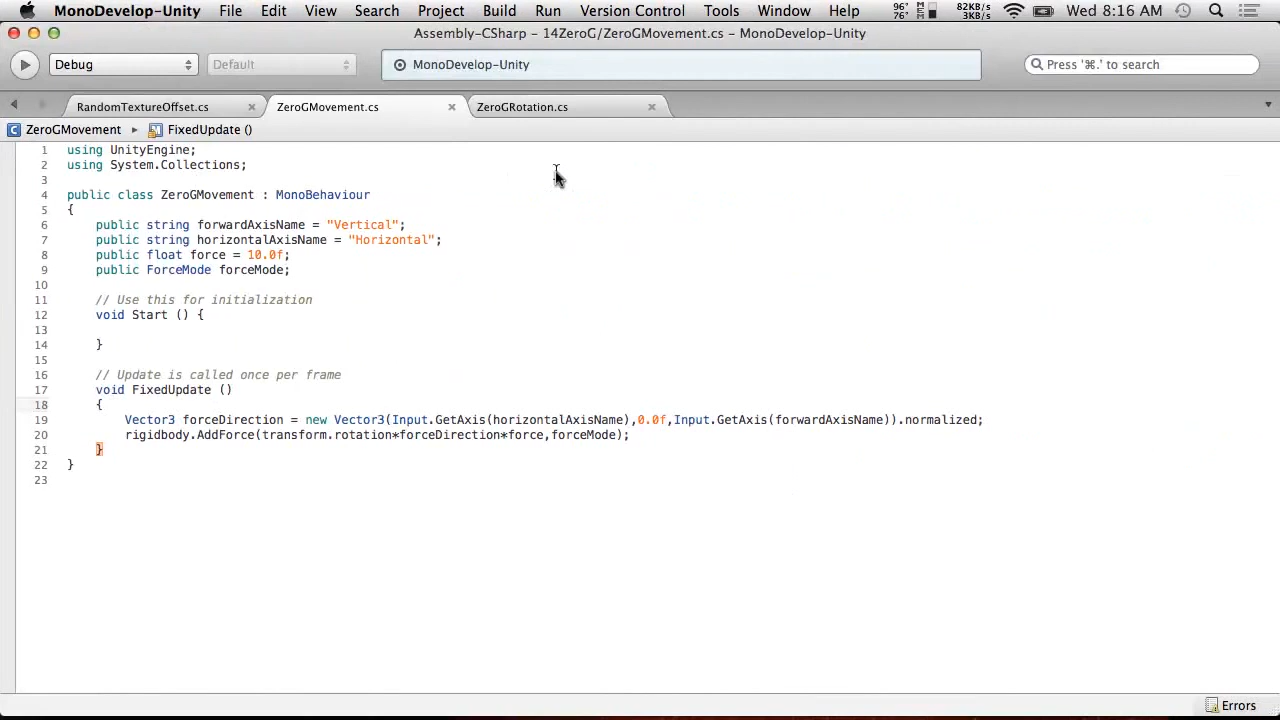 MonoDevelop-Unity File Edit View Search Project Build Run Version Control Tools Window Help 96° 76° 82KB/s 3KB/s Wed 8:16 AM
Assembly-CSharp – 14ZeroG/ZeroGMovement.cs – MonoDevelop-Unity
Debug Default MonoDevelop-Unity Press '⌘.' to search
RandomTextureOffset.cs ZeroGMovement.cs ZeroGRotation.cs
ZeroGMovement FixedUpdate ()
1 using UnityEngine;
2 using System.Collections;
3
4 public class ZeroGMovement : MonoBehaviour
5 {
6 public string forwardAxisName = "Vertical";
7 public string horizontalAxisName = "Horizontal";
8 public float force = 10.0f;
9 public ForceMode forceMode;
10
11 // Use this for initialization
12 void Start () {
13
14 }
15
16 // Update is called once per frame
17 void FixedUpdate ()
18 {
19 Vector3 forceDirection = new Vector3(Input.GetAxis(horizontalAxisName),0.0f,Input.GetAxis(forwardAxisName)).normalized;
20 rigidbody.AddForce(transform.rotation*forceDirection*force,forceMode);
21 }
22 }
23
Errors